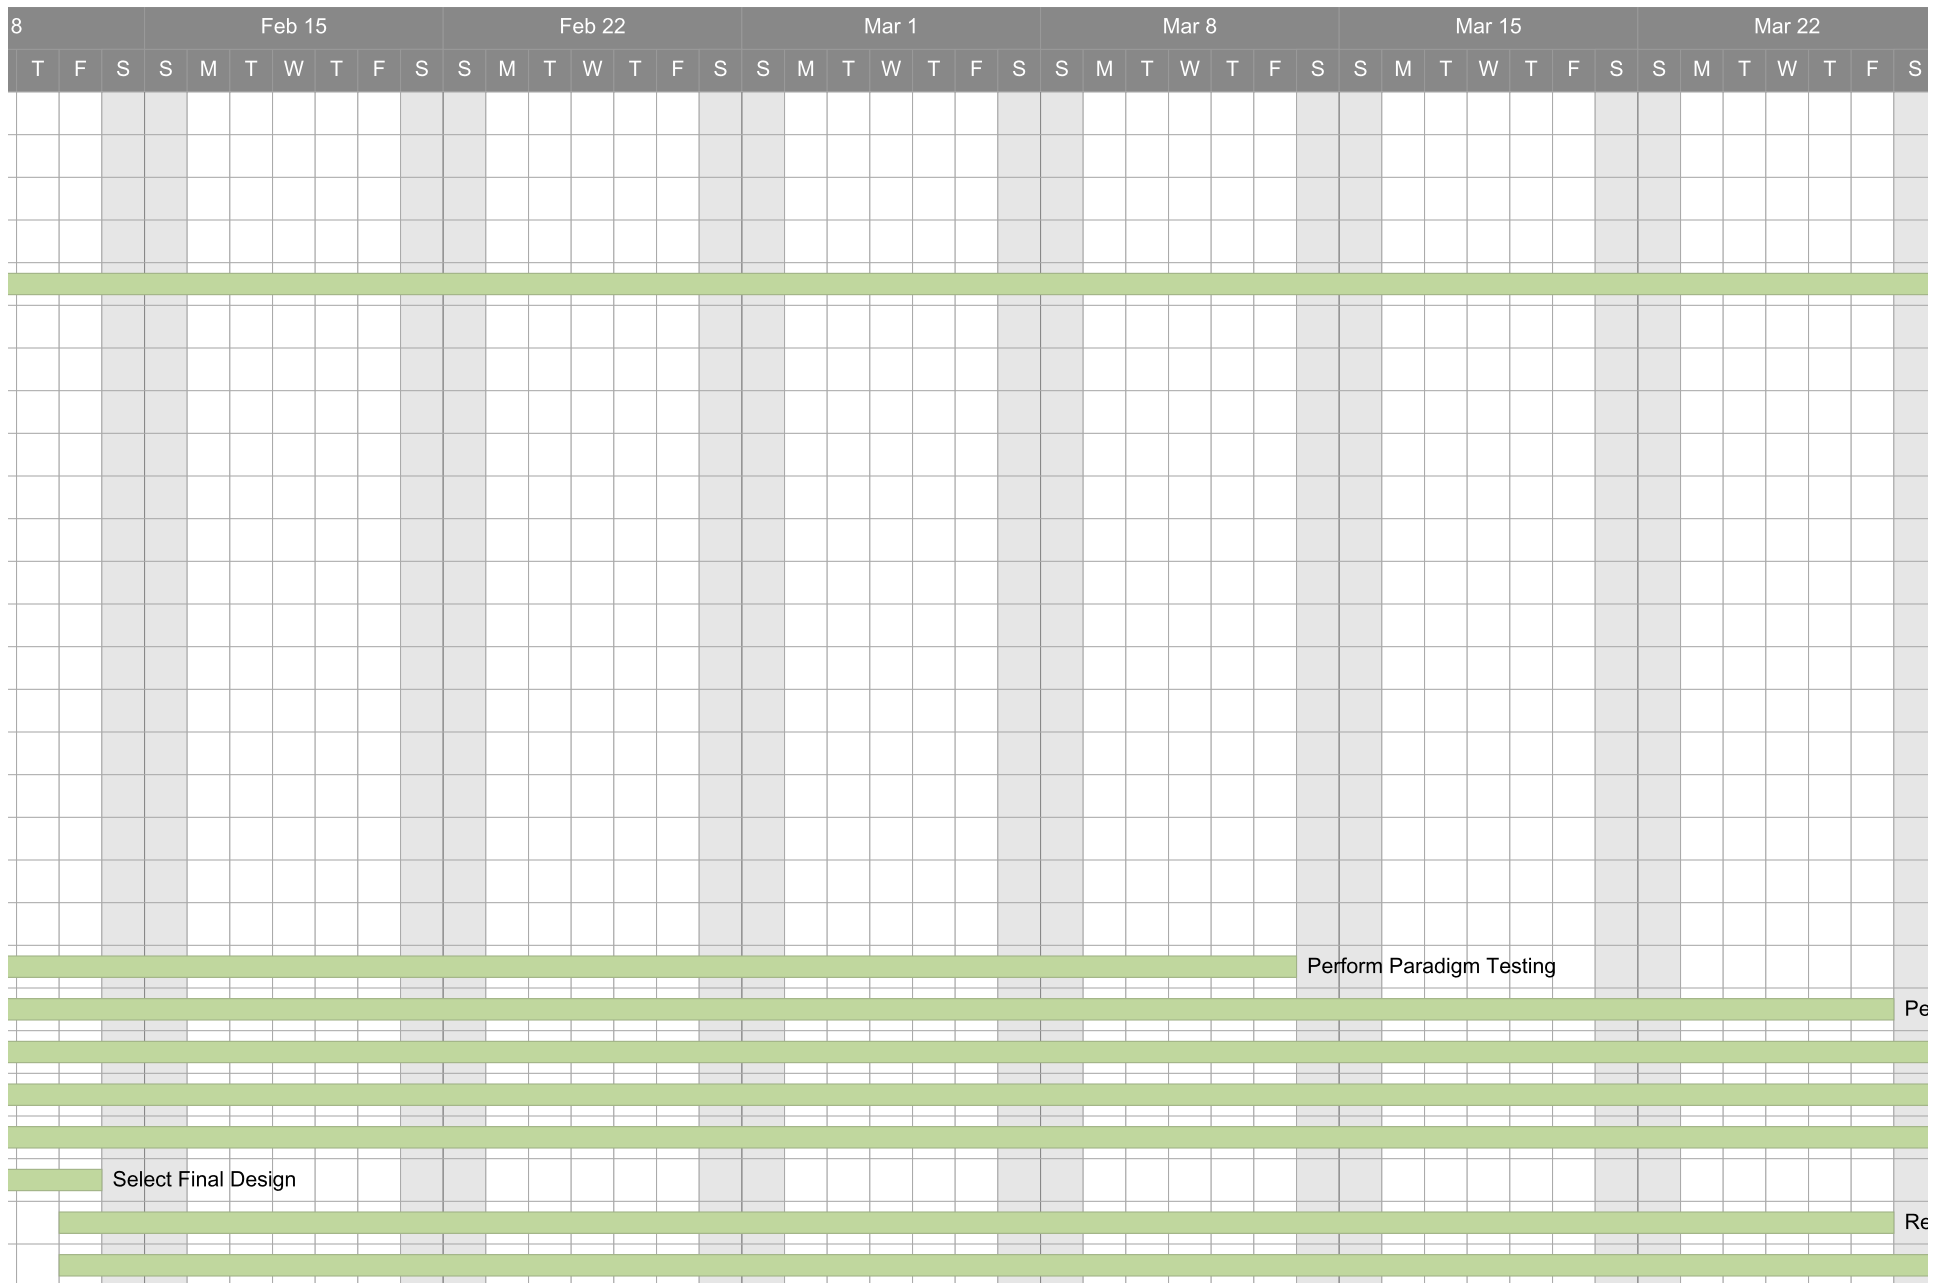 8 Feb 15 Feb 22 Mar 1 Mar 8 Mar 15 Mar 22
T F S S M T W T F S S M T W T F S S M T W T F S S M T W T F S S M T W T F S S M T W T F S
Perform Paradigm Testing
Pe
Select Final Design
Re